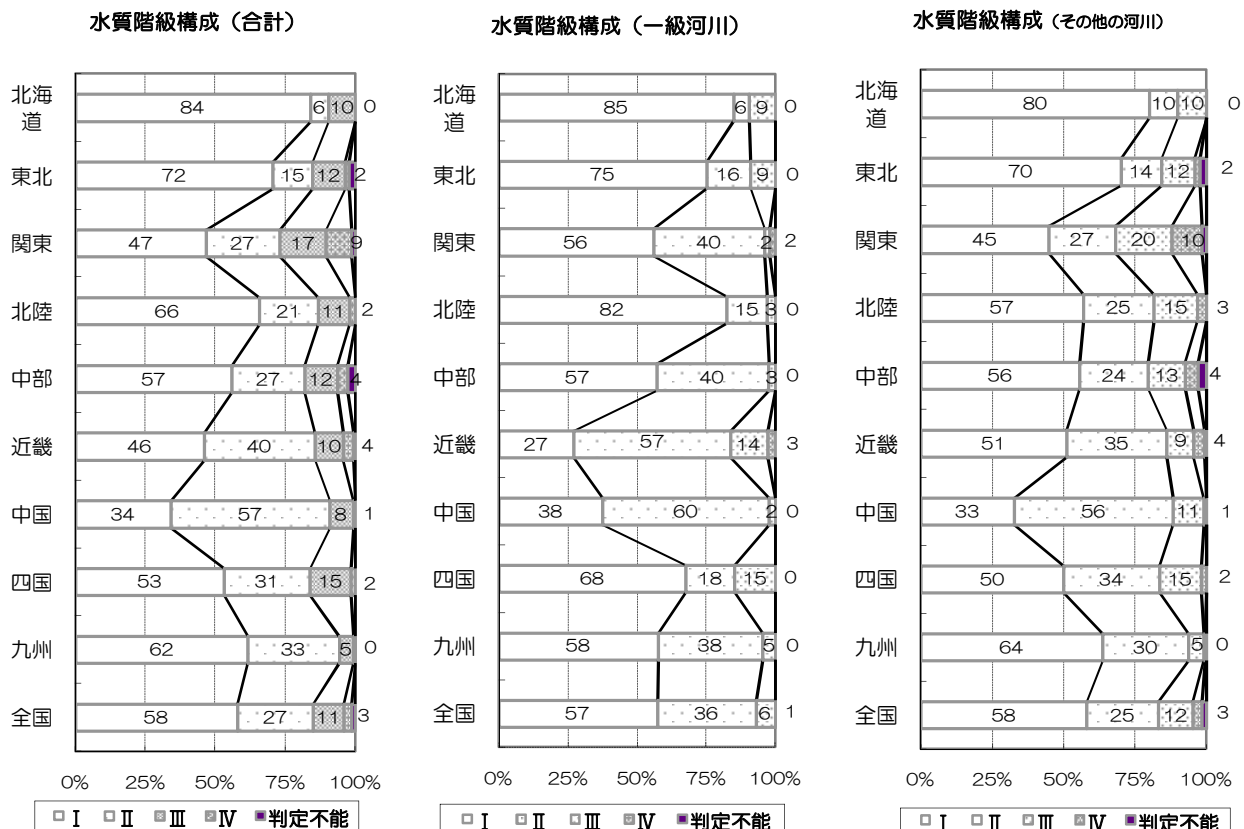 水質階級構成（合計）
北海道 84 6 10 0
東北 72 15 12 2
関東 47 27 17 9
北陸 66 21 11 2
中部 57 27 12 4
近畿 46 40 10 4
中国 34 57 8 1
四国 53 31 15 2
九州 62 33 5 0
全国 58 27 11 3
0% 25% 50% 75% 100%
Ⅰ Ⅱ Ⅲ Ⅳ 判定不能
水質階級構成（一級河川）
北海道 85 6 9 0
東北 75 16 9 0
関東 56 40 2 2
北陸 82 15 3 0
中部 57 40 3 0
近畿 27 57 14 3
中国 38 60 2 0
四国 68 18 15 0
九州 58 38 5 0
全国 57 36 6 1
0% 25% 50% 75% 100%
Ⅰ Ⅱ Ⅲ Ⅳ 判定不能
水質階級構成（その他の河川）
北海道 80 10 10 0
東北 70 14 12 2
関東 45 27 20 10
北陸 57 25 15 3
中部 56 24 13 4
近畿 51 35 9 4
中国 33 56 11 1
四国 50 34 15 2
九州 64 30 5 0
全国 58 25 12 3
0% 25% 50% 75% 100%
Ⅰ Ⅱ Ⅲ Ⅳ 判定不能